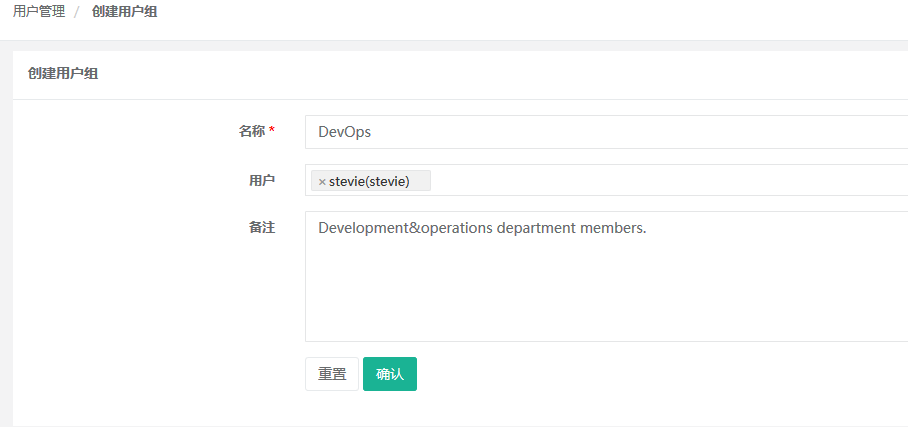 用户管理 / 创建用户组
创建用户组
名称 * DevOps
用户 × stevie(stevie)
备注 Development&operations department members.
重置 确认